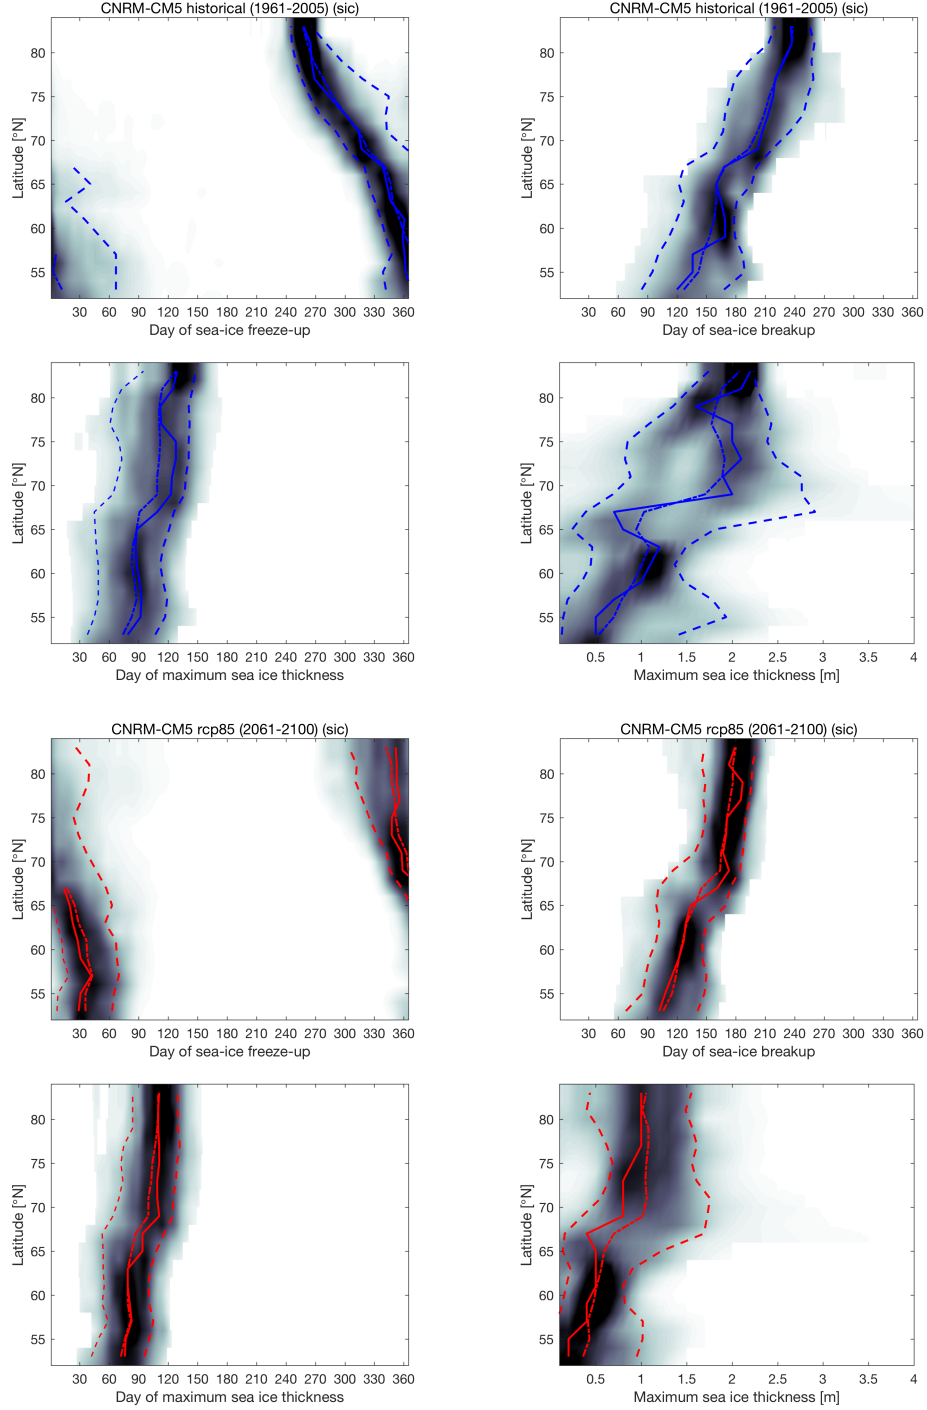 CNRM-CM5 historical (1961-2005) (sic)
80
75
70
65
60
55
Latitude [°N]
30 60 90 120 150 180 210 240 270 300 330 360
Day of sea-ice freeze-up
CNRM-CM5 historical (1961-2005) (sic)
80
75
70
65
60
55
Latitude [°N]
30 60 90 120 150 180 210 240 270 300 330 360
Day of sea-ice breakup
80
75
70
65
60
55
Latitude [°N]
30 60 90 120 150 180 210 240 270 300 330 360
Day of maximum sea ice thickness
80
75
70
65
60
55
Latitude [°N]
0.5 1 1.5 2 2.5 3 3.5 4
Maximum sea ice thickness [m]
CNRM-CM5 rcp85 (2061-2100) (sic)
80
75
70
65
60
55
Latitude [°N]
30 60 90 120 150 180 210 240 270 300 330 360
Day of sea-ice freeze-up
CNRM-CM5 rcp85 (2061-2100) (sic)
80
75
70
65
60
55
Latitude [°N]
30 60 90 120 150 180 210 240 270 300 330 360
Day of sea-ice breakup
80
75
70
65
60
55
Latitude [°N]
30 60 90 120 150 180 210 240 270 300 330 360
Day of maximum sea ice thickness
80
75
70
65
60
55
Latitude [°N]
0.5 1 1.5 2 2.5 3 3.5 4
Maximum sea ice thickness [m]